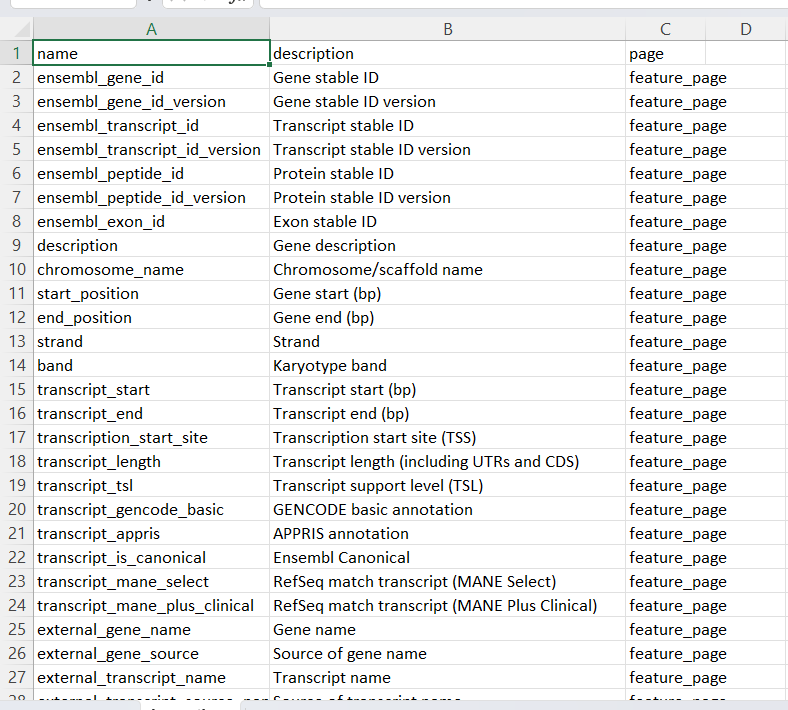 A B C D
1 name description page
2 ensembl_gene_id Gene stable ID feature_page
3 ensembl_gene_id_version Gene stable ID version feature_page
4 ensembl_transcript_id Transcript stable ID feature_page
5 ensembl_transcript_id_version Transcript stable ID version feature_page
6 ensembl_peptide_id Protein stable ID feature_page
7 ensembl_peptide_id_version Protein stable ID version feature_page
8 ensembl_exon_id Exon stable ID feature_page
9 description Gene description feature_page
10 chromosome_name Chromosome/scaffold name feature_page
11 start_position Gene start (bp) feature_page
12 end_position Gene end (bp) feature_page
13 strand Strand feature_page
14 band Karyotype band feature_page
15 transcript_start Transcript start (bp) feature_page
16 transcript_end Transcript end (bp) feature_page
17 transcription_start_site Transcription start site (TSS) feature_page
18 transcript_length Transcript length (including UTRs and CDS) feature_page
19 transcript_tsl Transcript support level (TSL) feature_page
20 transcript_gencode_basic GENCODE basic annotation feature_page
21 transcript_appris APPRIS annotation feature_page
22 transcript_is_canonical Ensembl Canonical feature_page
23 transcript_mane_select RefSeq match transcript (MANE Select) feature_page
24 transcript_mane_plus_clinical RefSeq match transcript (MANE Plus Clinical) feature_page
25 external_gene_name Gene name feature_page
26 external_gene_source Source of gene name feature_page
27 external_transcript_name Transcript name feature_page
28 Source of transcript name feature_page